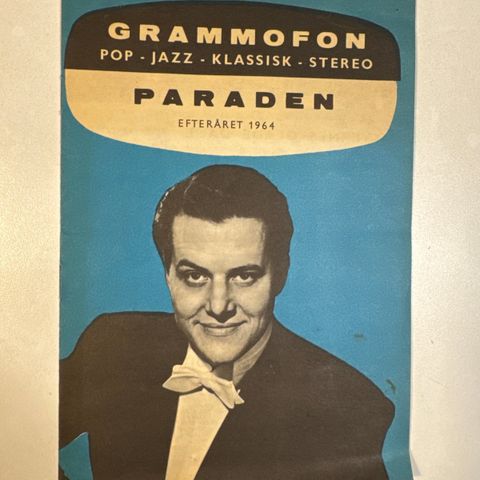 GRAMMOFON
POP - JAZZ - KLASSISK - STEREO
PARADEN
EFTERÅRET 1964